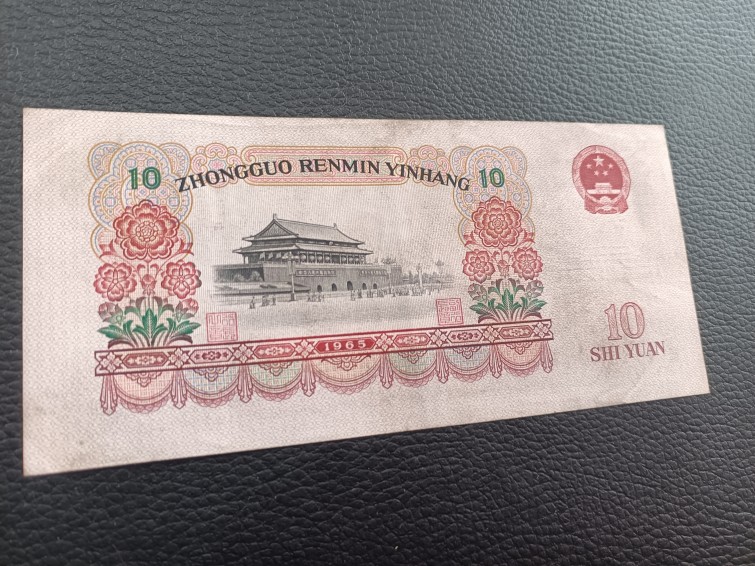 10 ZHONGGUO RENMIN YINHANG 10
1965
10
SHI YUAN